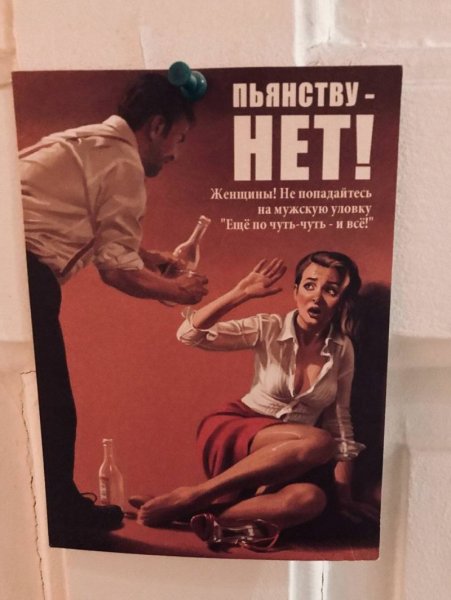 ПЬЯНСТВУ -
НЕТ!
Женщины! Не попадайтесь
на мужскую уловку
"Ещё по чуть-чуть - и всё!"